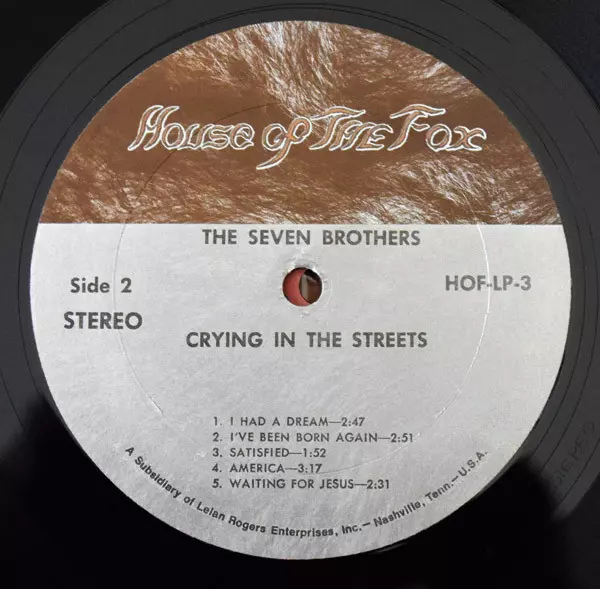 House of The Fox
THE SEVEN BROTHERS
Side 2
HOF-LP-3
STEREO
CRYING IN THE STREETS
1. I HAD A DREAM—2:47
2. I'VE BEEN BORN AGAIN—2:51
3. SATISFIED—1:52
4. AMERICA—3:17
5. WAITING FOR JESUS—2:31
A Subsidiary of Lelan Rogers Enterprises, Inc.— Nashville, Tenn.—U.S.A.